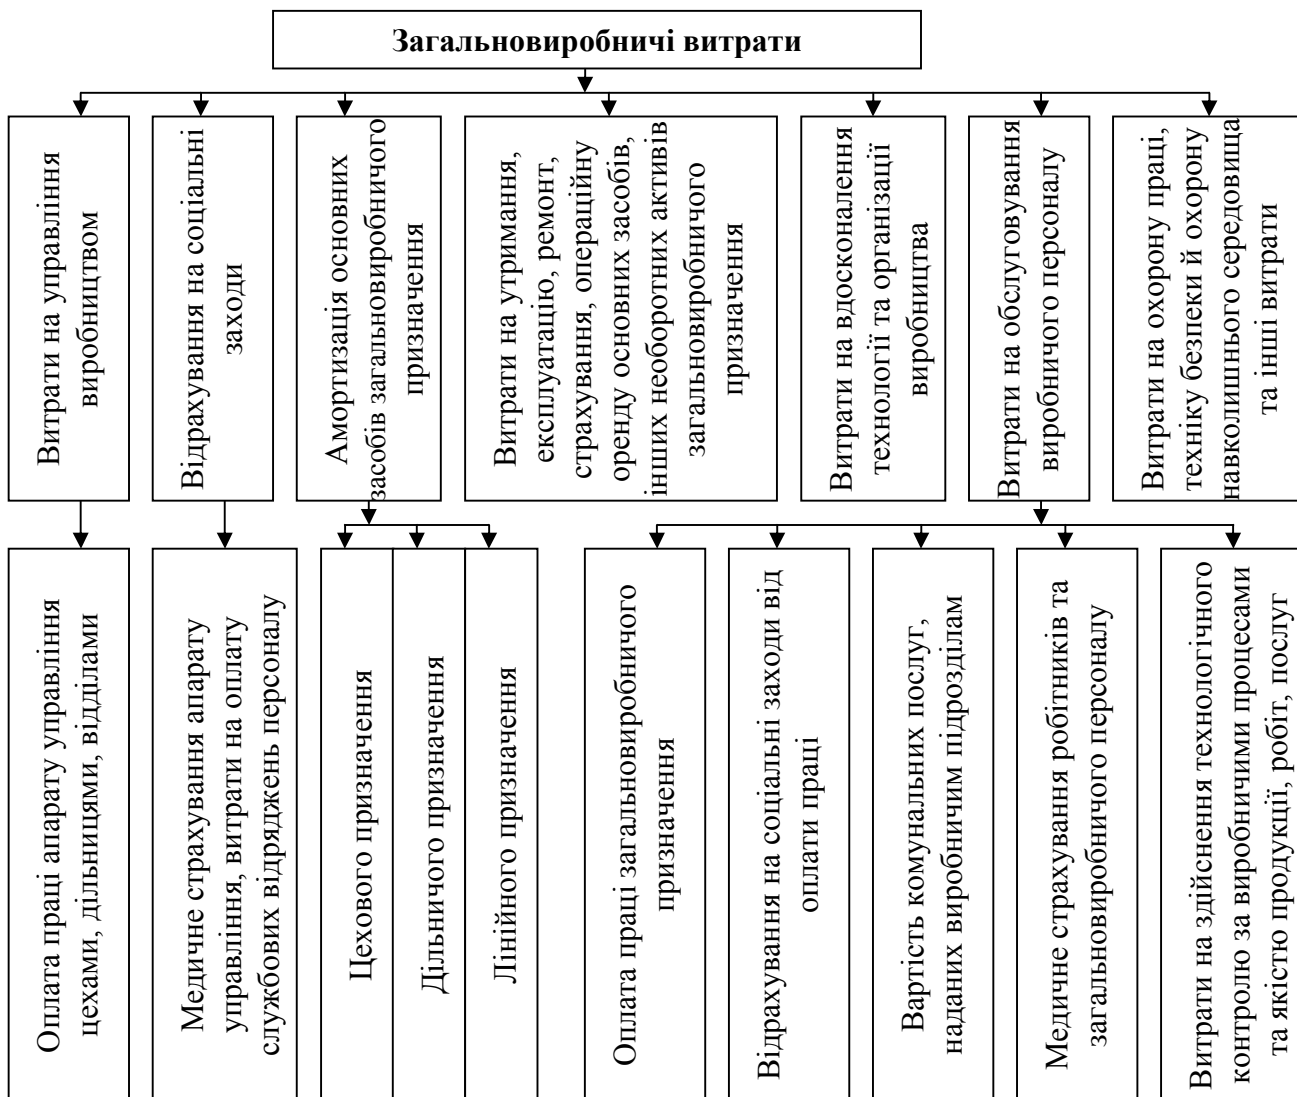 Загальновиробничі витрати
Витрати на управління
виробництвом
Відрахування на соціальні
заходи
Амортизація основних
засобів загальновиробничого
призначення
Витрати на утримання,
експлуатацію, ремонт,
страхування, операційну
оренду основних засобів,
інших необоротних активів
загальновиробничого
призначення
Витрати на вдосконалення
технології та організації
виробництва
Витрати на обслуговування
виробничого персоналу
Витрати на охорону праці,
техніку безпеки й охорону
навколишнього середовища
та інші витрати
Оплата праці апарату управління
цехами, дільницями, відділами
Медичне страхування апарату
управління, витрати на оплату
службових відряджень персоналу
Цехового призначення
Дільничого призначення
Лінійного призначення
Оплата праці загальновиробничого
призначення
Відрахування на соціальні заходи від
оплати праці
Вартість комунальних послуг,
наданих виробничим підрозділам
Медичне страхування робітників та
загальновиробничого персоналу
Витрати на здійснення технологічного
контролю за виробничими процесами
та якістю продукції, робіт, послуг